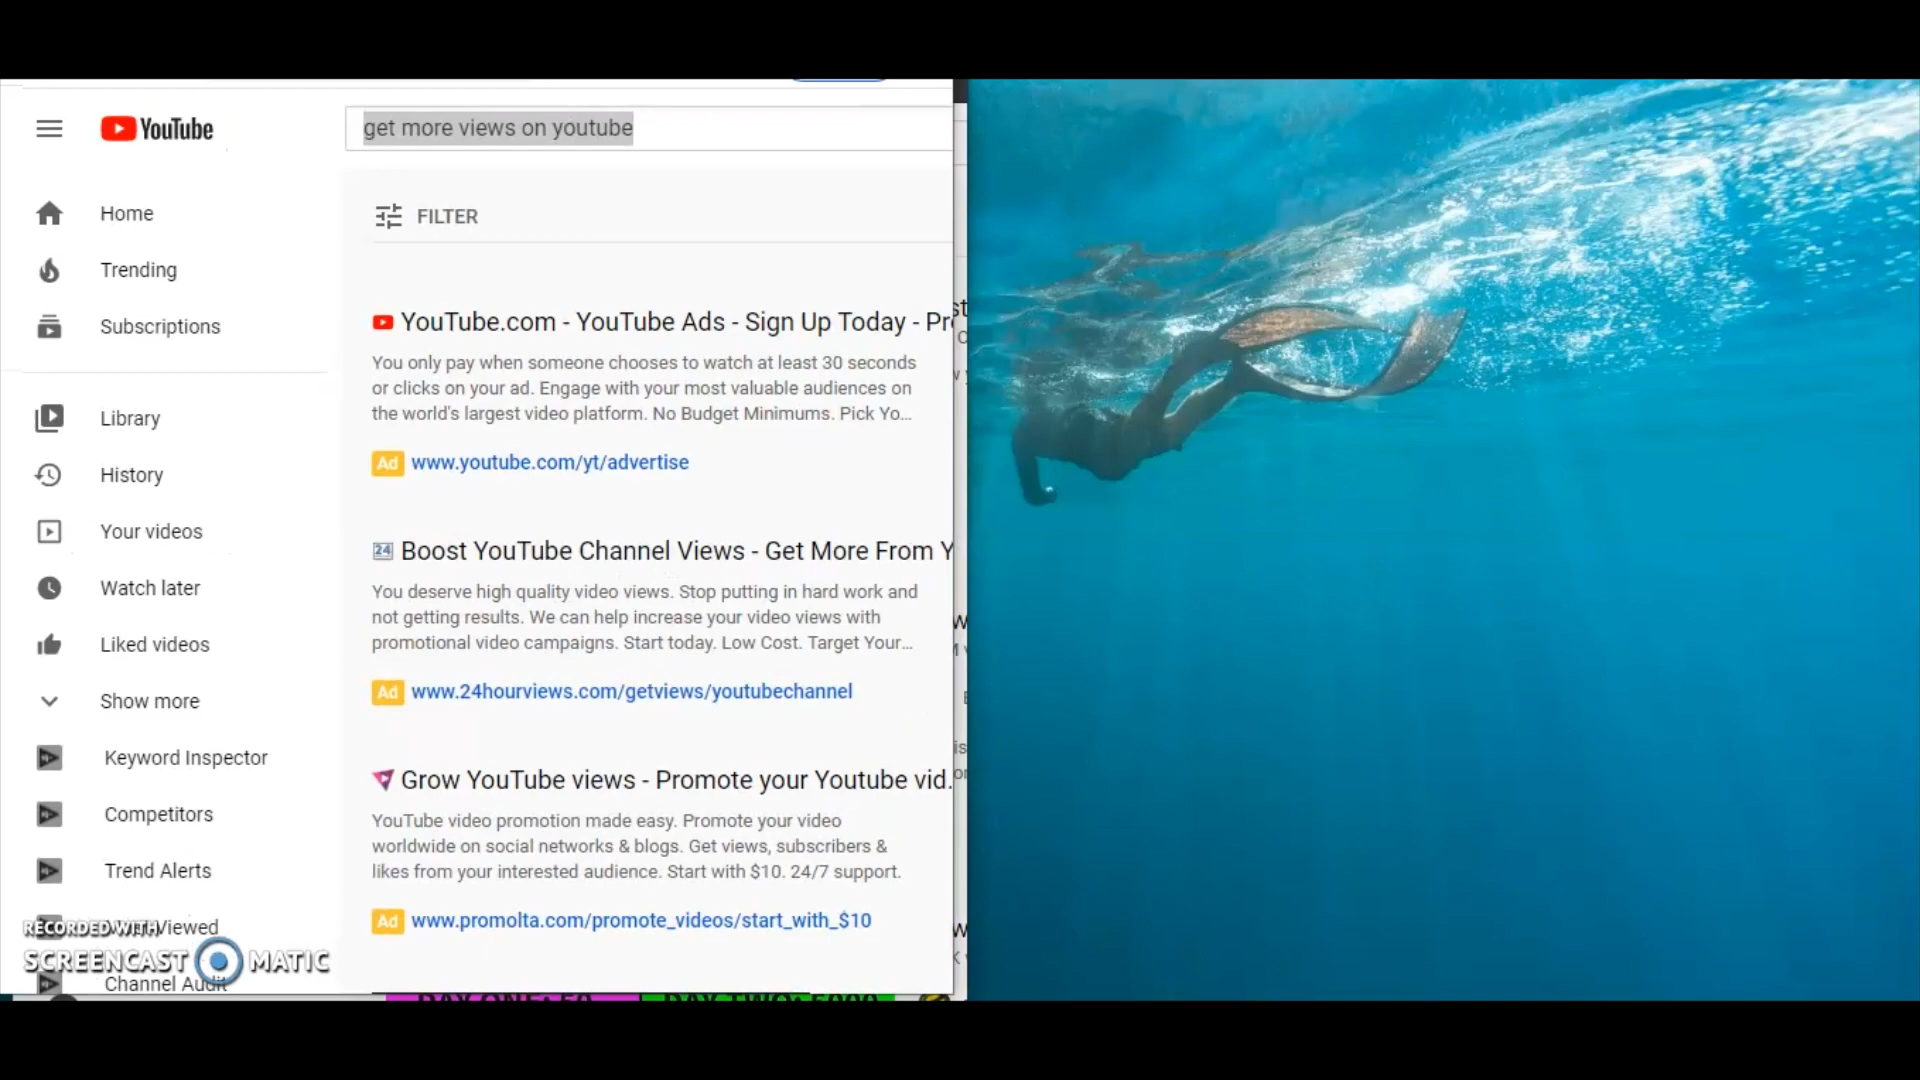 YouTube
get more views on youtube
Home
Trending
Subscriptions
Library
History
Your videos
Watch later
Liked videos
Show more
Keyword Inspector
Competitors
Trend Alerts
Viewed
Channel Audit
RECORDED WITH
SCREENCAST MATIC
FILTER
YouTube.com - YouTube Ads - Sign Up Today - Pr
You only pay when someone chooses to watch at least 30 seconds
or clicks on your ad. Engage with your most valuable audiences on
the world's largest video platform. No Budget Minimums. Pick Yo...
Ad www.youtube.com/yt/advertise
24 Boost YouTube Channel Views - Get More From Y
You deserve high quality video views. Stop putting in hard work and
not getting results. We can help increase your video views with
promotional video campaigns. Start today. Low Cost. Target Your...
Ad www.24hourviews.com/getviews/youtubechannel
Grow YouTube views - Promote your Youtube vid.
YouTube video promotion made easy. Promote your video
worldwide on social networks & blogs. Get views, subscribers &
likes from your interested audience. Start with $10. 24/7 support.
Ad www.promolta.com/promote_videos/start_with_$10